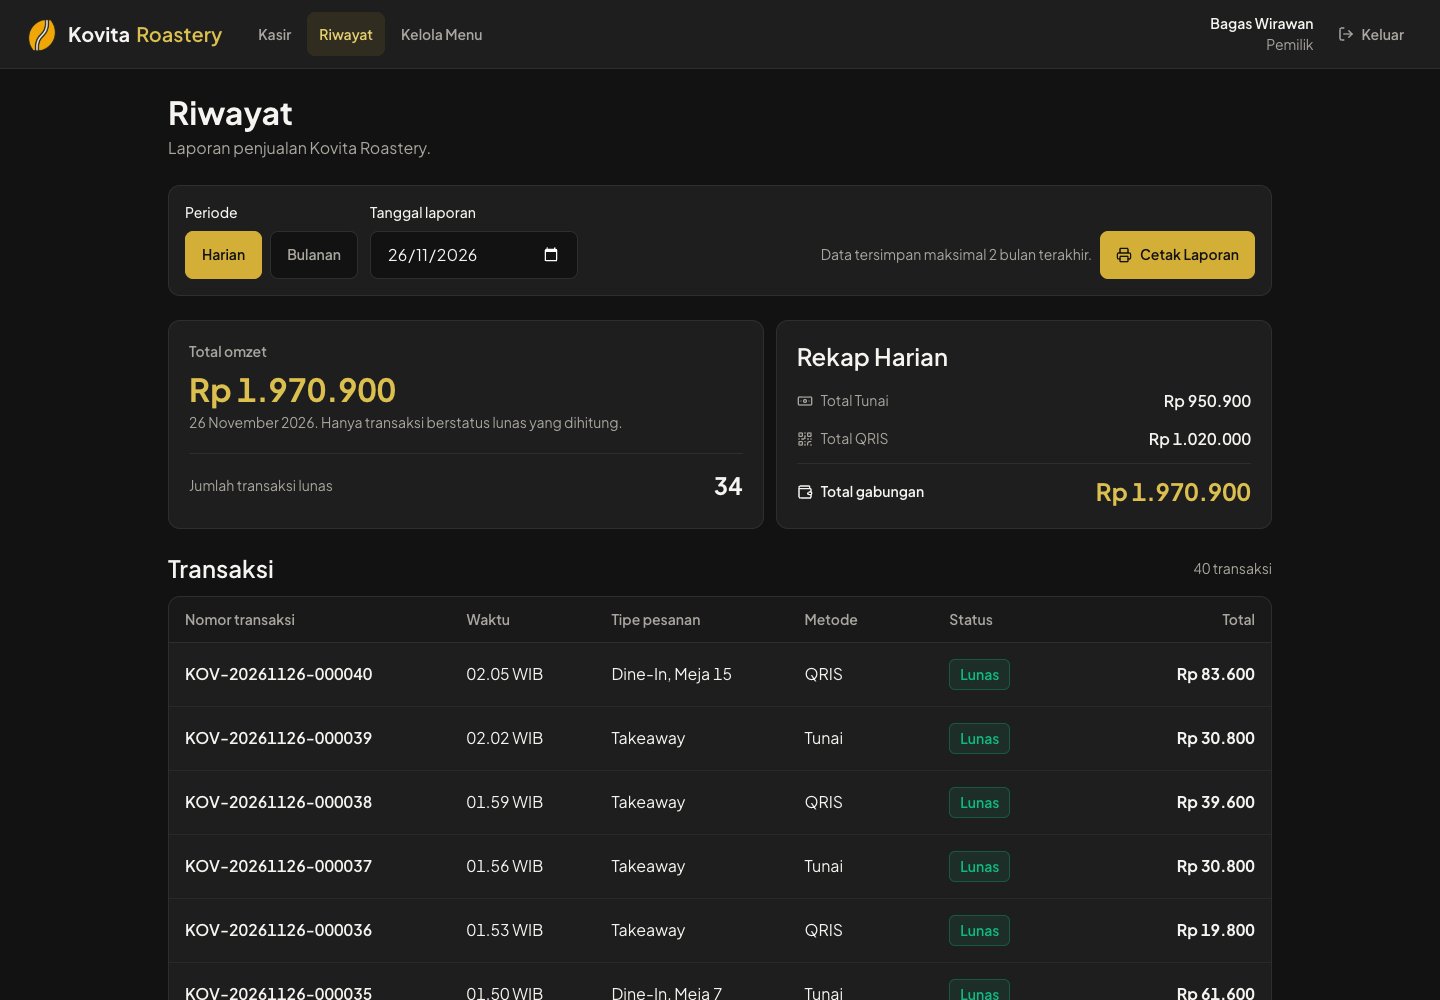 Kovita Roastery
Kasir
Riwayat
Kelola Menu
Bagas Wirawan
Pemilik
Keluar
Riwayat
Laporan penjualan Kovita Roastery.
Periode
Harian
Bulanan
Tanggal laporan
26/11/2026
Data tersimpan maksimal 2 bulan terakhir.
Cetak Laporan
Total omzet
Rp 1.970.900
26 November 2026. Hanya transaksi berstatus lunas yang dihitung.
Jumlah transaksi lunas 34
Rekap Harian
Total Tunai Rp 950.900
Total QRIS Rp 1.020.000
Total gabungan Rp 1.970.900
Transaksi
40 transaksi
Nomor transaksi Waktu Tipe pesanan Metode Status Total
KOV-20261126-000040 02.05 WIB Dine-In, Meja 15 QRIS Lunas Rp 83.600
KOV-20261126-000039 02.02 WIB Takeaway Tunai Lunas Rp 30.800
KOV-20261126-000038 01.59 WIB Takeaway QRIS Lunas Rp 39.600
KOV-20261126-000037 01.56 WIB Takeaway Tunai Lunas Rp 30.800
KOV-20261126-000036 01.53 WIB Takeaway QRIS Lunas Rp 19.800
KOV-20261126-000035 01.50 WIB Dine-In, Meja 7 Tunai Lunas Rp 61.600